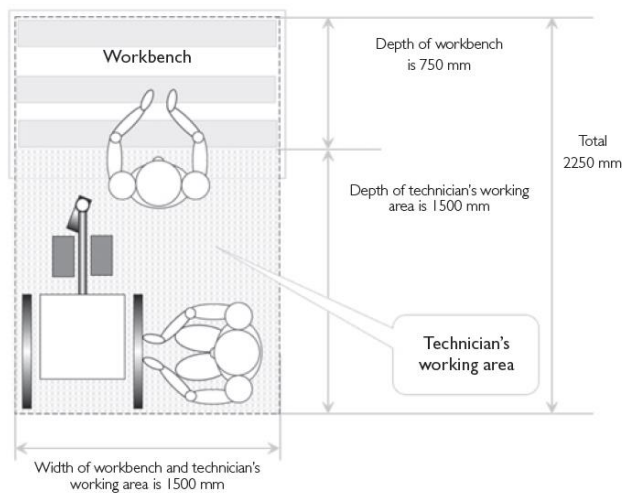 Workbench
Depth of workbench
is 750 mm
Total
2250 mm
Depth of technician's working
area is 1500 mm
Technician's
working area
Width of workbench and technician's
working area is 1500 mm